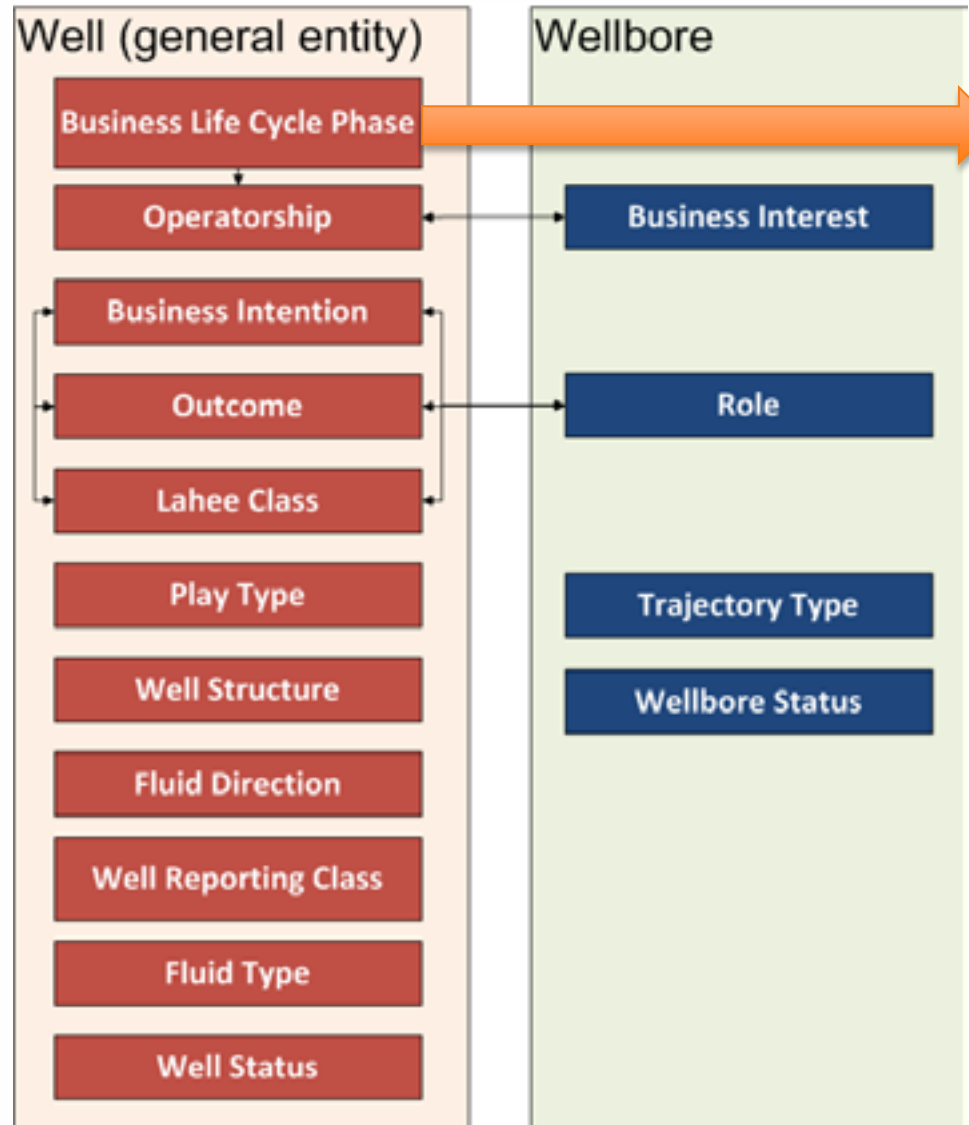 Well (general entity)
Business Life Cycle Phase
Operatorship
Business Intention
Outcome
Lahee Class
Play Type
Well Structure
Fluid Direction
Well Reporting Class
Fluid Type
Well Status
Wellbore
Business Interest
Role
Trajectory Type
Wellbore Status